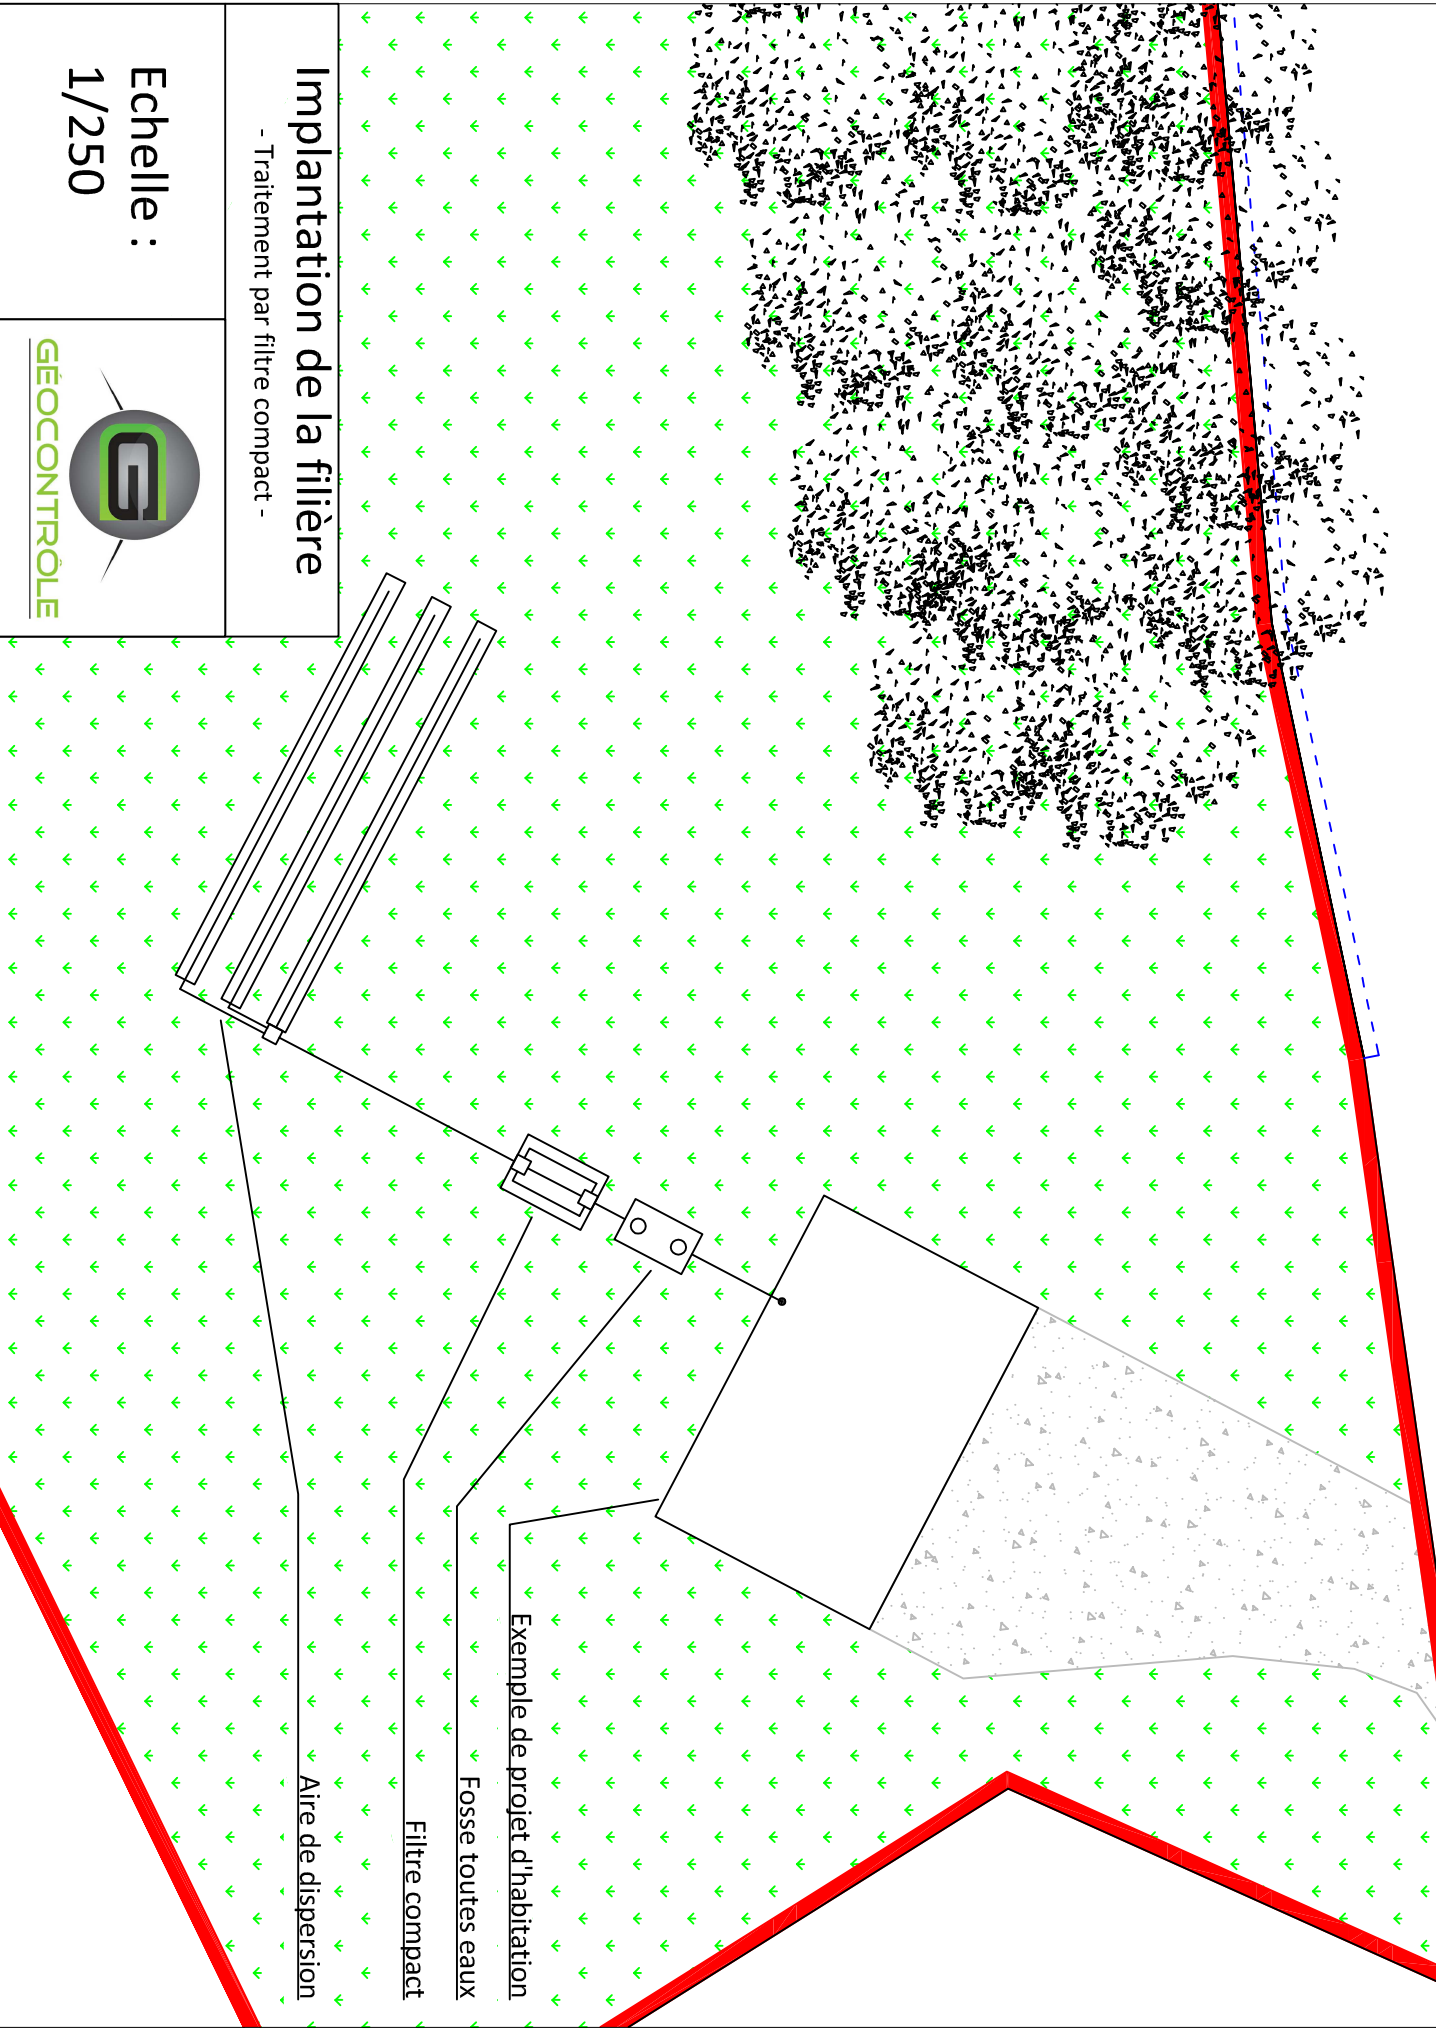 Implantation de la filière
- Traitement par filtre compact -
Echelle :
1/250
GÉOCONTRÔLE
Exemple de projet d'habitation
Fosse toutes eaux
Filtre compact
Aire de dispersion